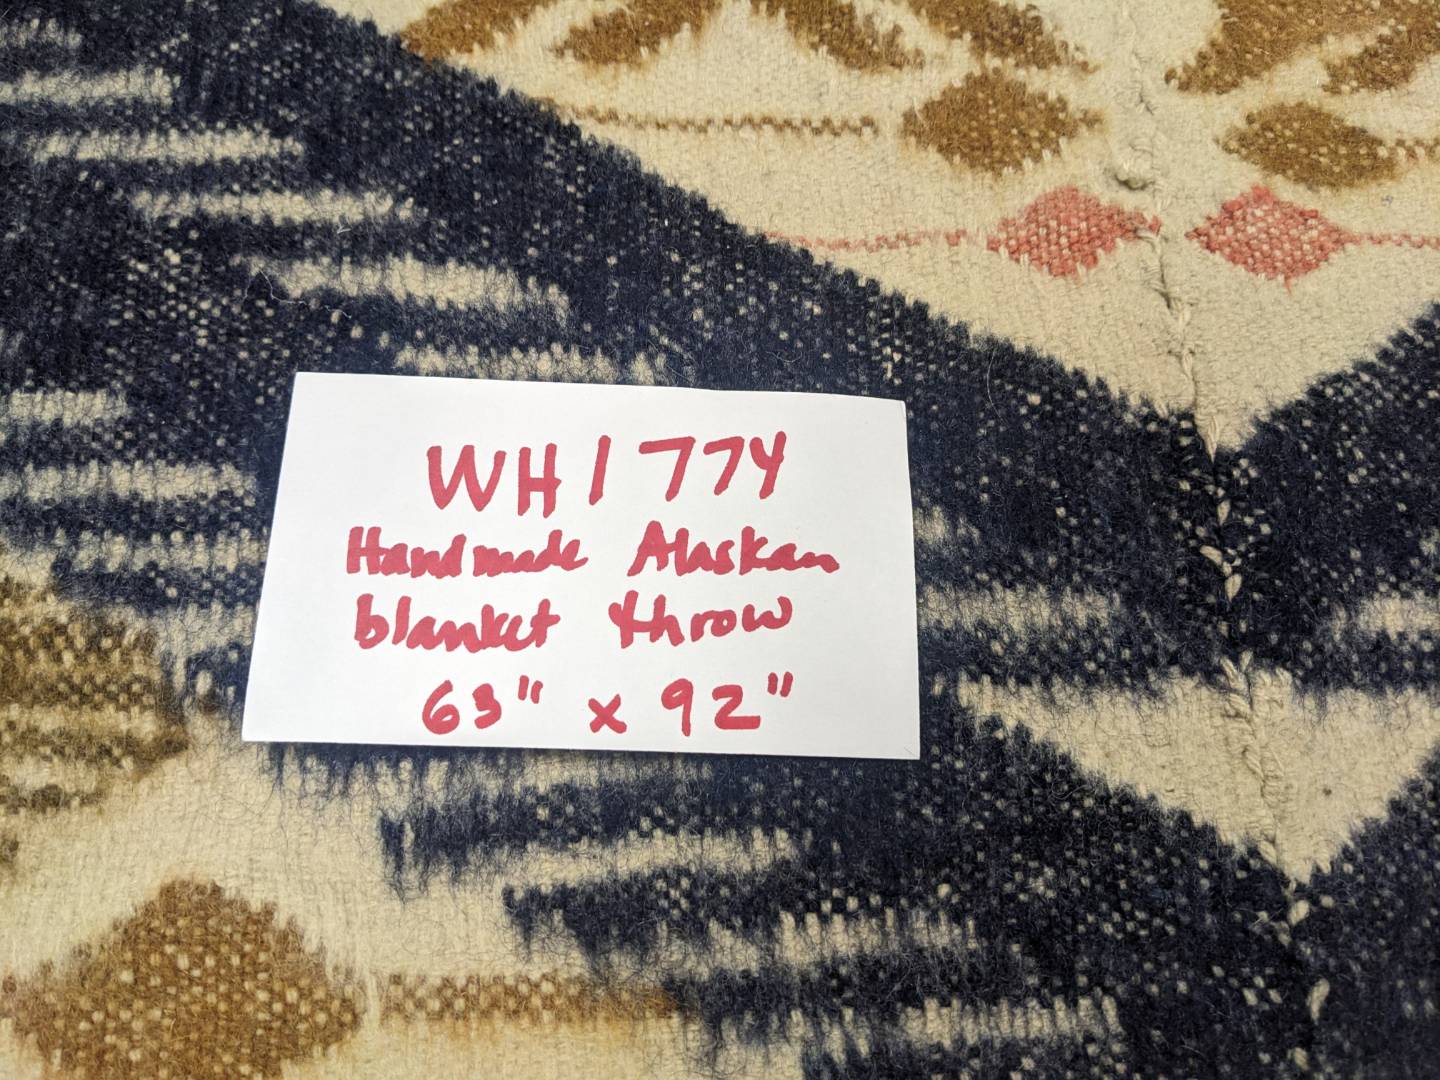 WH1774
Handmade Alaskan
blanket throw
63" x 92"